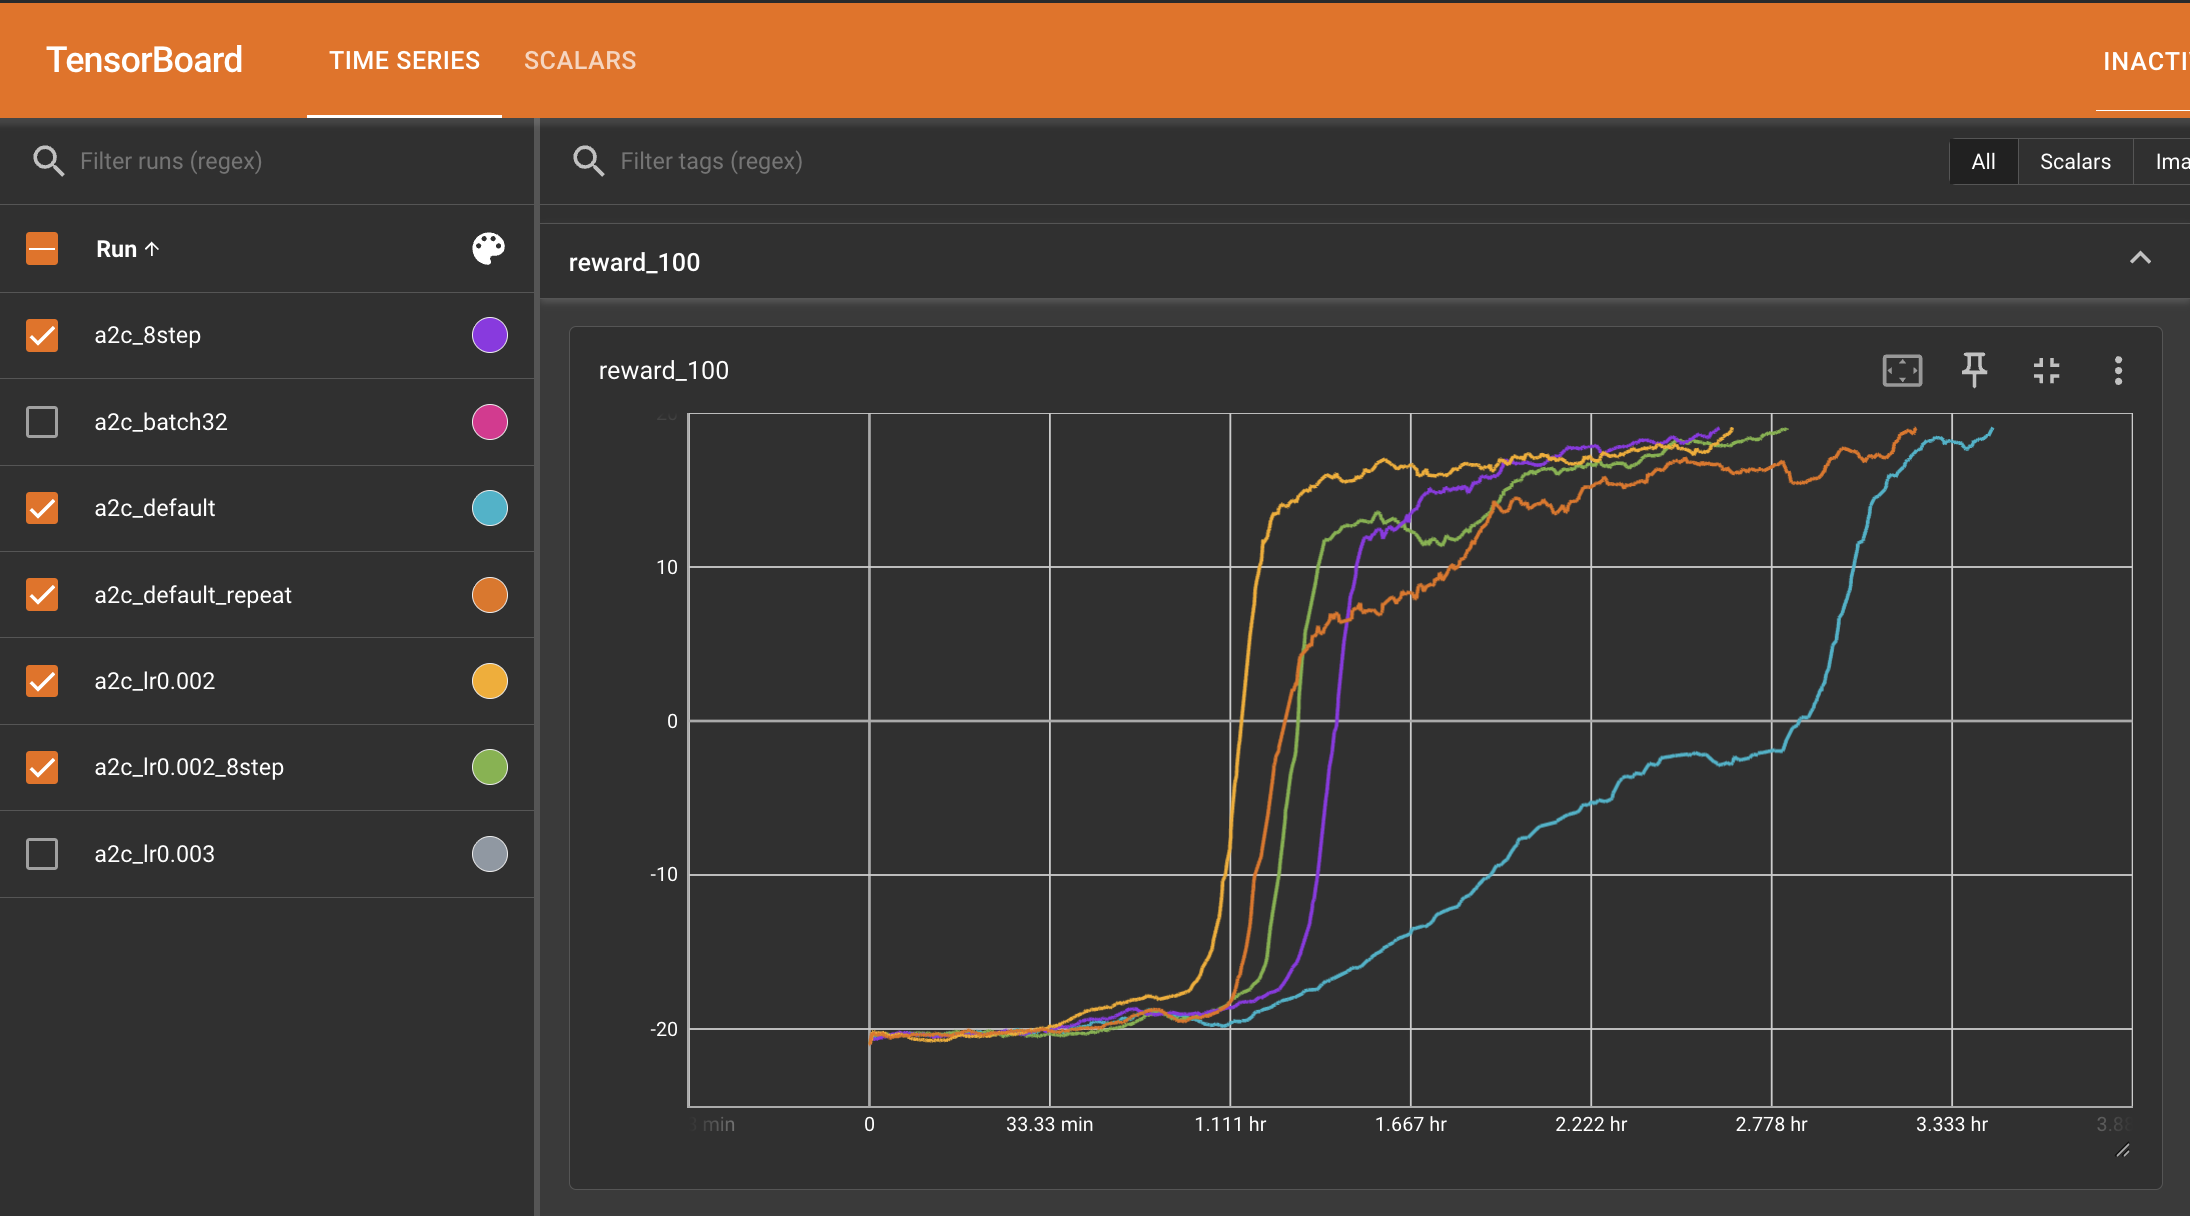 TensorBoard TIME SERIES SCALARS
Filter runs (regex)
Filter tags (regex)
All Scalars
Run
reward_100
a2c_8step
a2c_batch32
a2c_default
a2c_default_repeat
a2c_lr0.002
a2c_lr0.002_8step
a2c_lr0.003
reward_100
20
10
0
-10
-20
min 0 33.33 min 1.111 hr 1.667 hr 2.222 hr 2.778 hr 3.333 hr